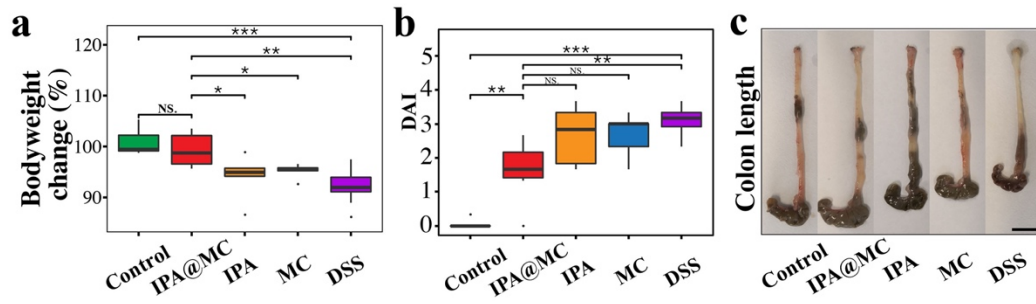 a
***
**
*
*
NS.
120
110
100
90
Bodyweight
change (%)
Control
IPA@MC
IPA
MC
DSS
b
***
**
NS.
NS.
**
5
4
3
2
1
0
DAI
Control
IPA@MC
IPA
MC
DSS
c
Colon length
Control
IPA@MC
IPA
MC
DSS